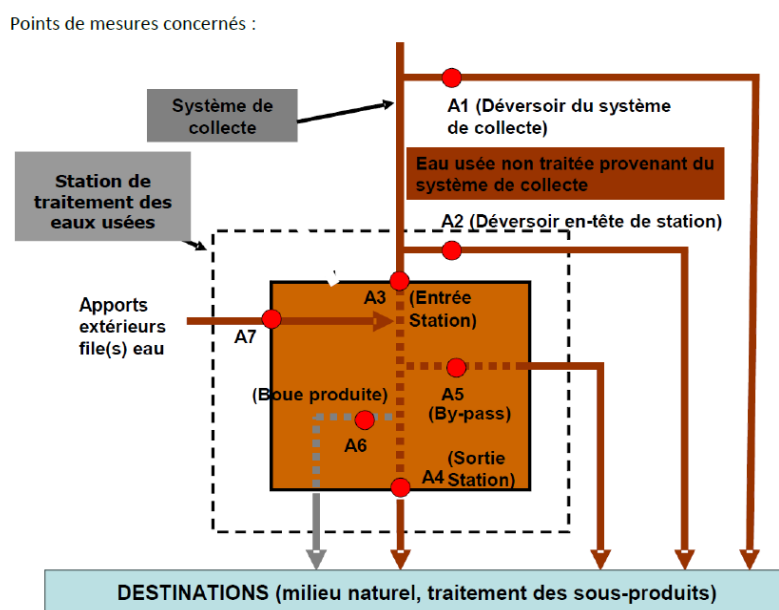 Points de mesures concernés :
Système de
collecte
A1 (Déversoir du système
de collecte)
Eau usée non traitée provenant du
système de collecte
Station de
traitement des
eaux usées
A2 (Déversoir en-tête de station)
A3 (Entrée
Station)
Apports
extérieurs
file(s) eau
A7
(Boue produite)
A5
(By-pass)
A6
(Sortie
A4 Station)
DESTINATIONS (milieu naturel, traitement des sous-produits)